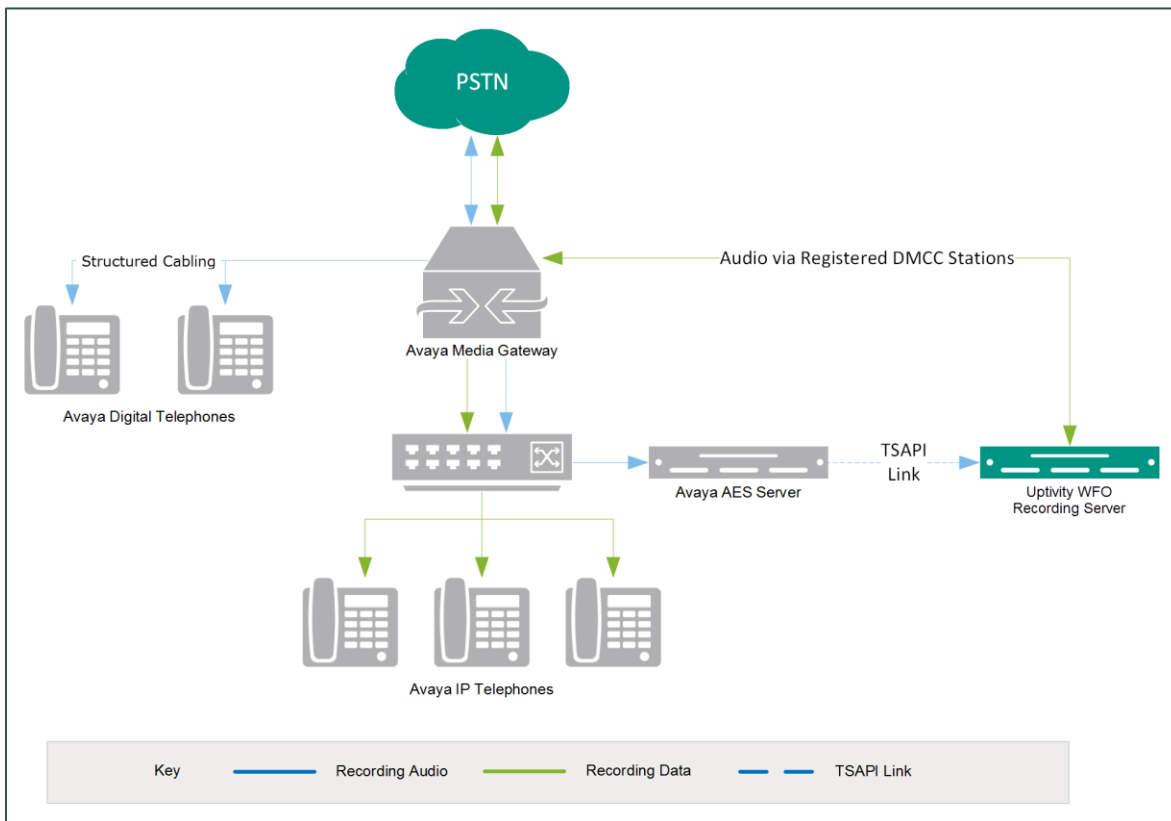 PSTN
Structured Cabling
Audio via Registered DMCC Stations
Avaya Media Gateway
Avaya Digital Telephones
TSAPI
Link
Avaya AES Server
Uptivity WFO
Recording Server
Avaya IP Telephones
Key
Recording Audio
Recording Data
TSAPI Link